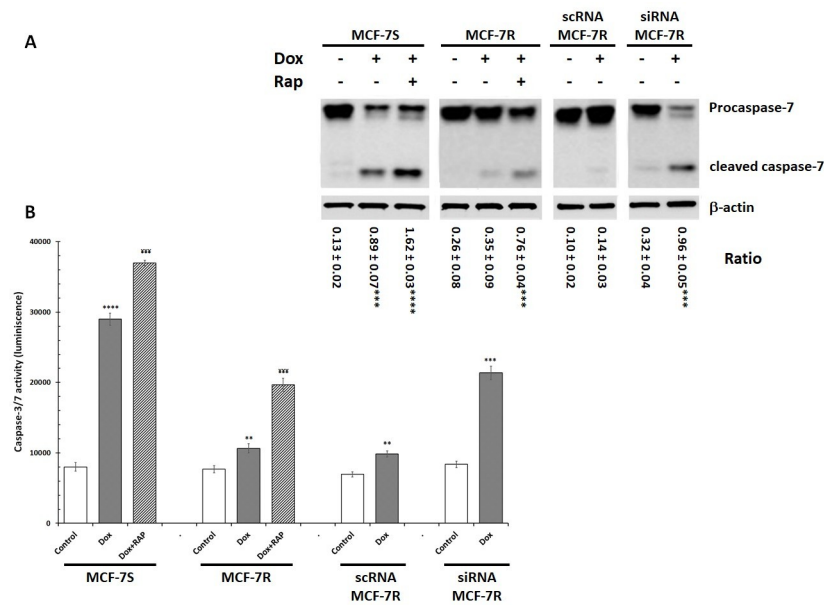 A
scRNA siRNA
MCF-7S MCF-7R MCF-7R MCF-7R
Dox - + + - + + - + - +
Rap - - + - - + - - - -
Procaspase-7
cleaved caspase-7
β-actin
0.13 ± 0.02
0.89 ± 0.07***
1.62 ± 0.03****
0.26 ± 0.08
0.35 ± 0.09
0.76 ± 0.04***
0.10 ± 0.02
0.14 ± 0.03
0.32 ± 0.04
0.96 ± 0.05***
Ratio
B
Caspase-3/7 activity (luminiscence)
40000
30000
20000
10000
0
****
¥¥¥
**
¥¥¥
**
***
Control Dox Dox+RAP Control Dox Dox+RAP Control Dox Control Dox
MCF-7S MCF-7R scRNA siRNA
MCF-7R MCF-7R